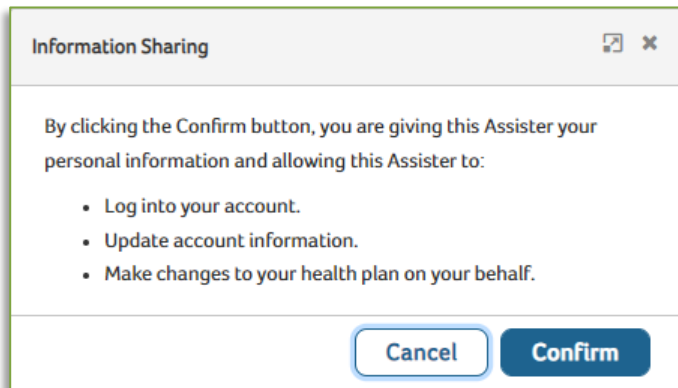 Information Sharing
By clicking the Confirm button, you are giving this Assister your
personal information and allowing this Assister to:
• Log into your account.
• Update account information.
• Make changes to your health plan on your behalf.
Cancel Confirm